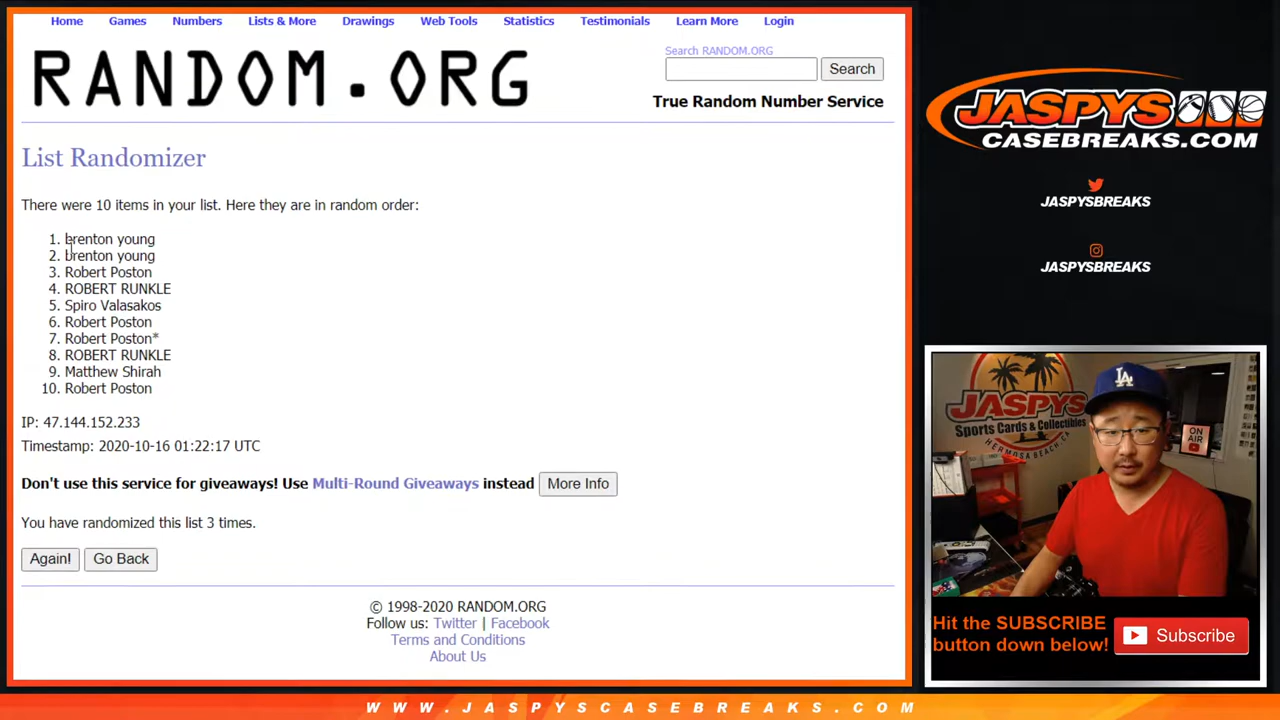 Home Games Numbers Lists & More Drawings Web Tools Statistics Testimonials Learn More Login
RANDOM.ORG
Search RANDOM.ORG
Search
True Random Number Service
List Randomizer
There were 10 items in your list. Here they are in random order:
1. brenton young
2. brenton young
3. Robert Poston
4. ROBERT RUNKLE
5. Spiro Valasakos
6. Robert Poston
7. Robert Poston*
8. ROBERT RUNKLE
9. Matthew Shirah
10. Robert Poston
IP: 47.144.152.233
Timestamp: 2020-10-16 01:22:17 UTC
Don't use this service for giveaways! Use Multi-Round Giveaways instead More Info
You have randomized this list 3 times.
Again! Go Back
© 1998-2020 RANDOM.ORG
Follow us: Twitter | Facebook
Terms and Conditions
About Us
JASPYS
CASEBREAKS.COM
JASPYSBREAKS
JASPYSBREAKS
JASPYS
Sports Cards & Collectibles
HERMOSA BEACH, CA
LA
ON AIR
Hit the SUBSCRIBE
button down below!
Subscribe
WWW.JASPYSCASEBREAKS.COM